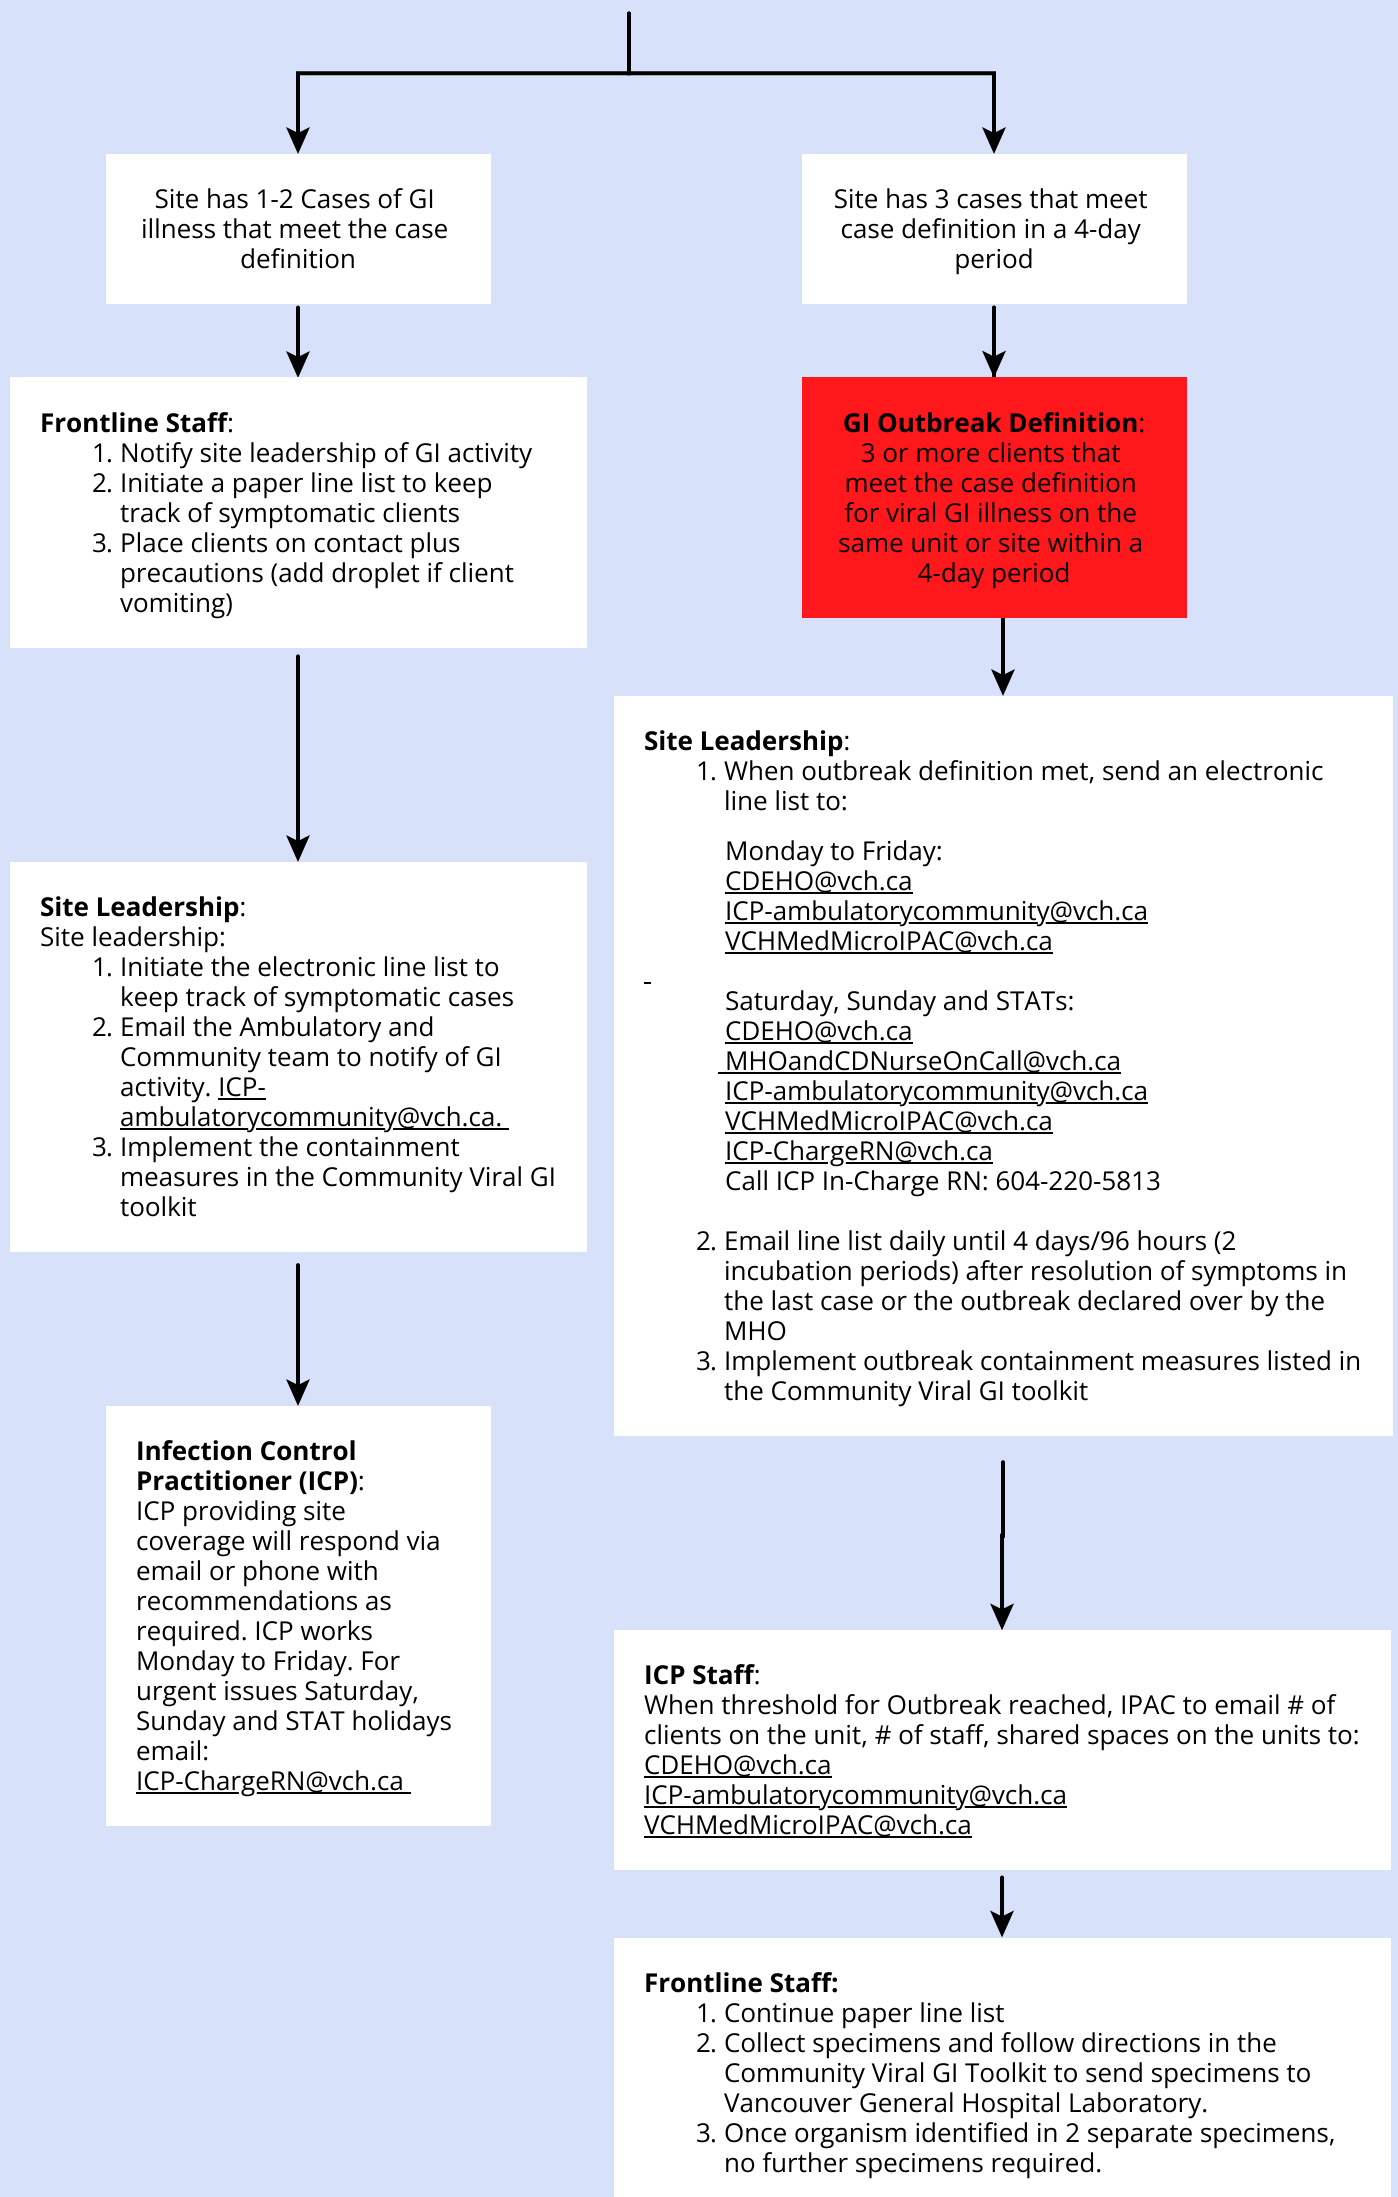 Site has 1-2 Cases of GI
illness that meet the case
definition
Site has 3 cases that meet
case definition in a 4-day
period
Frontline Staff:
1. Notify site leadership of GI activity
2. Initiate a paper line list to keep
track of symptomatic clients
3. Place clients on contact plus
precautions (add droplet if client
vomiting)
GI Outbreak Definition:
3 or more clients that
meet the case definition
for viral GI illness on the
same unit or site within a
4-day period
Site Leadership:
Site leadership:
1. Initiate the electronic line list to
keep track of symptomatic cases
2. Email the Ambulatory and
Community team to notify of GI
activity. ICP-
ambulatorycommunity@vch.ca.
3. Implement the containment
measures in the Community Viral GI
toolkit
Infection Control
Practitioner (ICP):
ICP providing site
coverage will respond via
email or phone with
recommendations as
required. ICP works
Monday to Friday. For
urgent issues Saturday,
Sunday and STAT holidays
email:
ICP-ChargeRN@vch.ca
Site Leadership:
1. When outbreak definition met, send an electronic
line list to:
Monday to Friday:
CDEHO@vch.ca
ICP-ambulatorycommunity@vch.ca
VCHMedMicroIPAC@vch.ca
Saturday, Sunday and STATs:
CDEHO@vch.ca
MHOandCDNurseOnCall@vch.ca
ICP-ambulatorycommunity@vch.ca
VCHMedMicroIPAC@vch.ca
ICP-ChargeRN@vch.ca
Call ICP In-Charge RN: 604-220-5813
2. Email line list daily until 4 days/96 hours (2
incubation periods) after resolution of symptoms in
the last case or the outbreak declared over by the
MHO
3. Implement outbreak containment measures listed in
the Community Viral GI toolkit
ICP Staff:
When threshold for Outbreak reached, IPAC to email # of
clients on the unit, # of staff, shared spaces on the units to:
CDEHO@vch.ca
ICP-ambulatorycommunity@vch.ca
VCHMedMicroIPAC@vch.ca
Frontline Staff:
1. Continue paper line list
2. Collect specimens and follow directions in the
Community Viral GI Toolkit to send specimens to
Vancouver General Hospital Laboratory.
3. Once organism identified in 2 separate specimens,
no further specimens required.